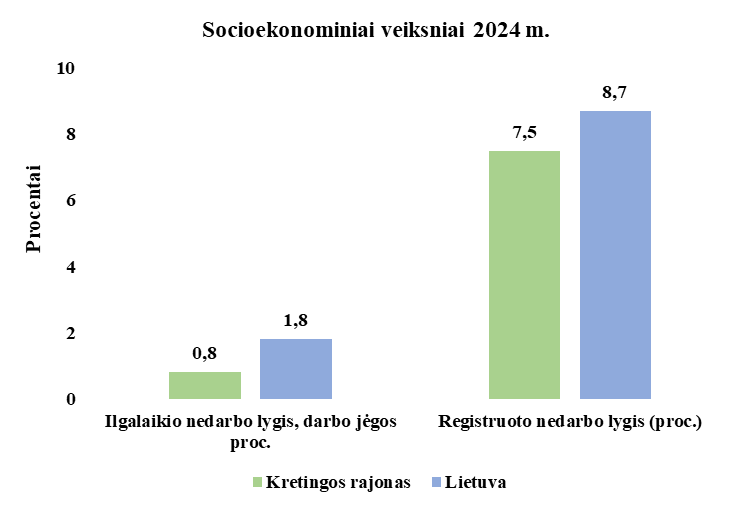 Socioekonominiai veiksniai 2024 m.
Procentai
10
8
6
4
2
0
0,8
1,8
7,5
8,7
Ilgalaikio nedarbo lygis, darbo jėgos
proc.
Registruoto nedarbo lygis (proc.)
Kretingos rajonas
Lietuva